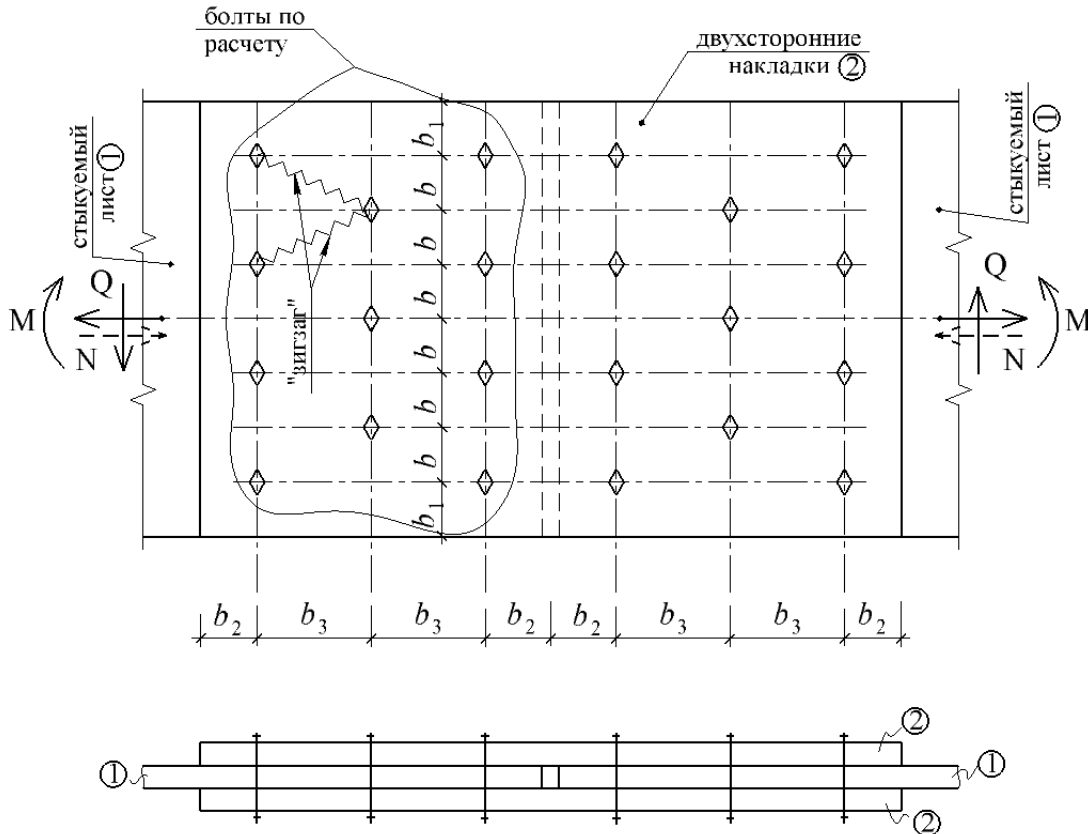 болты по
расчету
двухсторонние
накладки ②
стыкуемый
лист ①
стыкуемый
лист ①
b₁
b
b
b
b
b
b
b₁
"зигзаг"
Q
M
N
Q
M
N
b₂
b₃
b₃
b₂
b₂
b₃
b₃
b₂
②
①
①
②